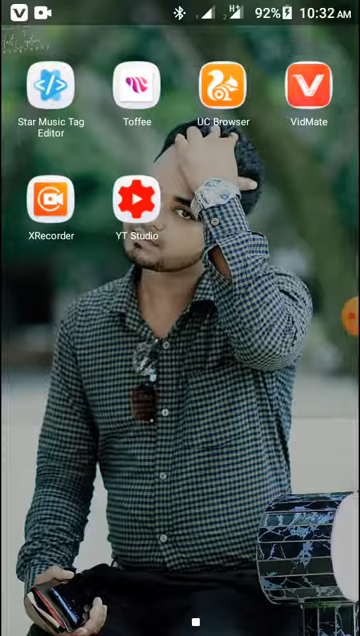 92% 10:32 AM
Star Music Tag
Editor
Toffee
UC Browser
VidMate
XRecorder
YT Studio